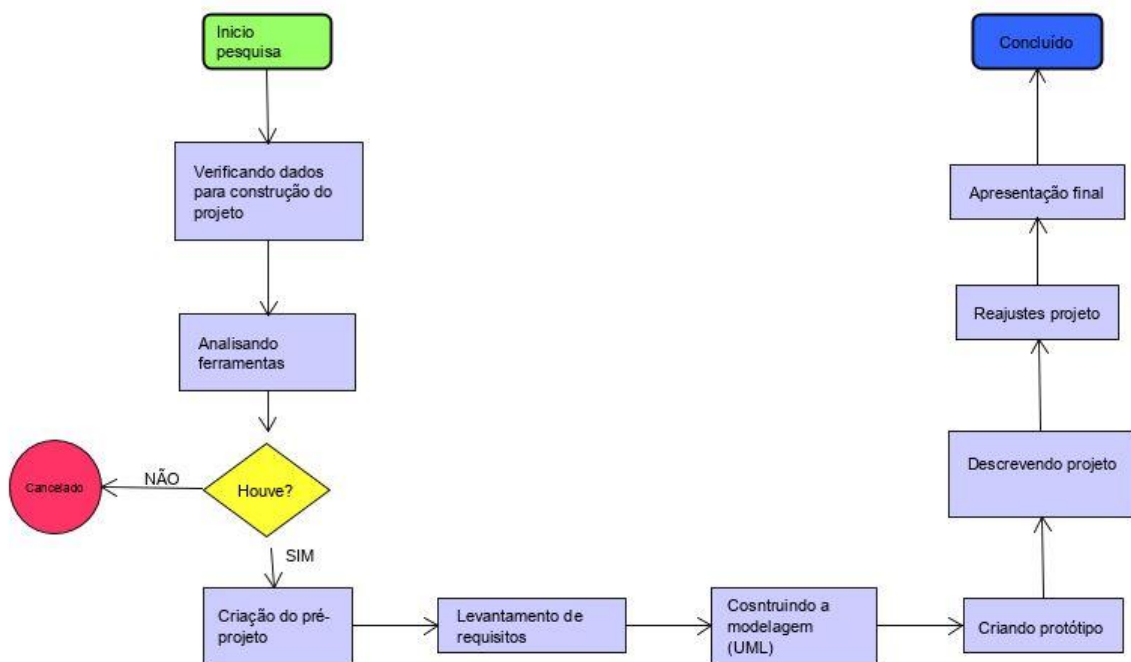 Inicio
pesquisa
Verificando dados
para construção do
projeto
Analisando
ferramentas
Houve?
NÃO
Cancelado
SIM
Criação do pré-
projeto
Levantamento de
requisitos
Cosntruindo a
modelagem
(UML)
Criando protótipo
Descrevendo projeto
Reajustes projeto
Apresentação final
Concluído